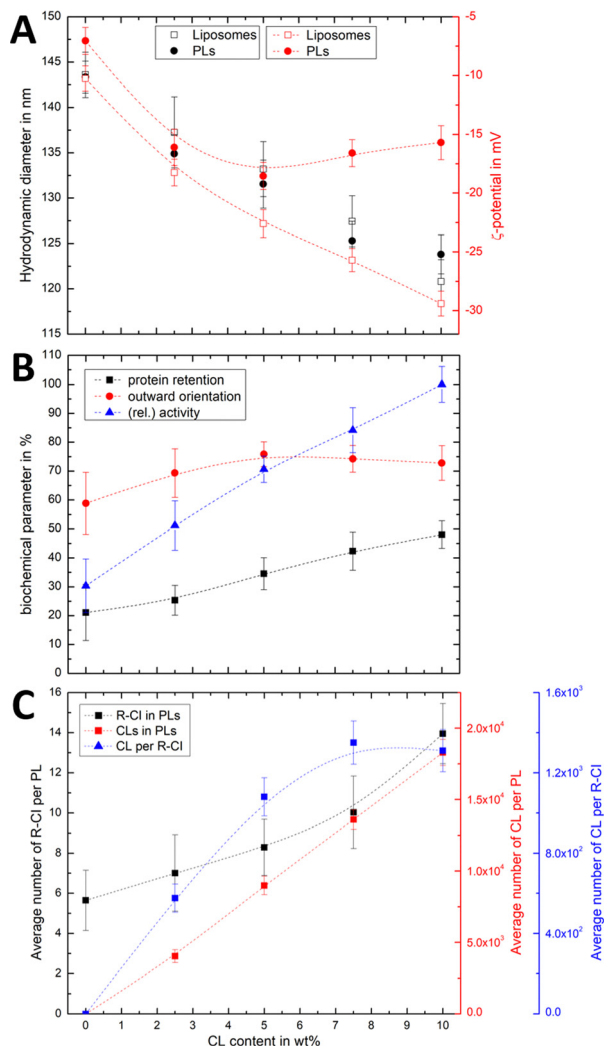 A
Liposomes
PLs
Liposomes
PLs
Hydrodynamic diameter in nm
150
145
140
135
130
125
120
115
-5
-10
-15
-20
-25
-30
ζ-potential in mV
B
protein retention
outward orientation
(rel.) activity
biochemical parameter in %
110
100
90
80
70
60
50
40
30
20
10
0
C
R-CI in PLs
CLs in PLs
CL per R-CI
Average number of R-CI per PL
16
14
12
10
8
6
4
2
0
2.0x10⁴
1.5x10⁴
1.0x10⁴
5.0x10³
0.0
Average number of CL per PL
1.6x10³
1.2x10³
8.0x10²
4.0x10²
0.0
Average number of CL per R-CI
0 1 2 3 4 5 6 7 8 9 10
CL content in wt%